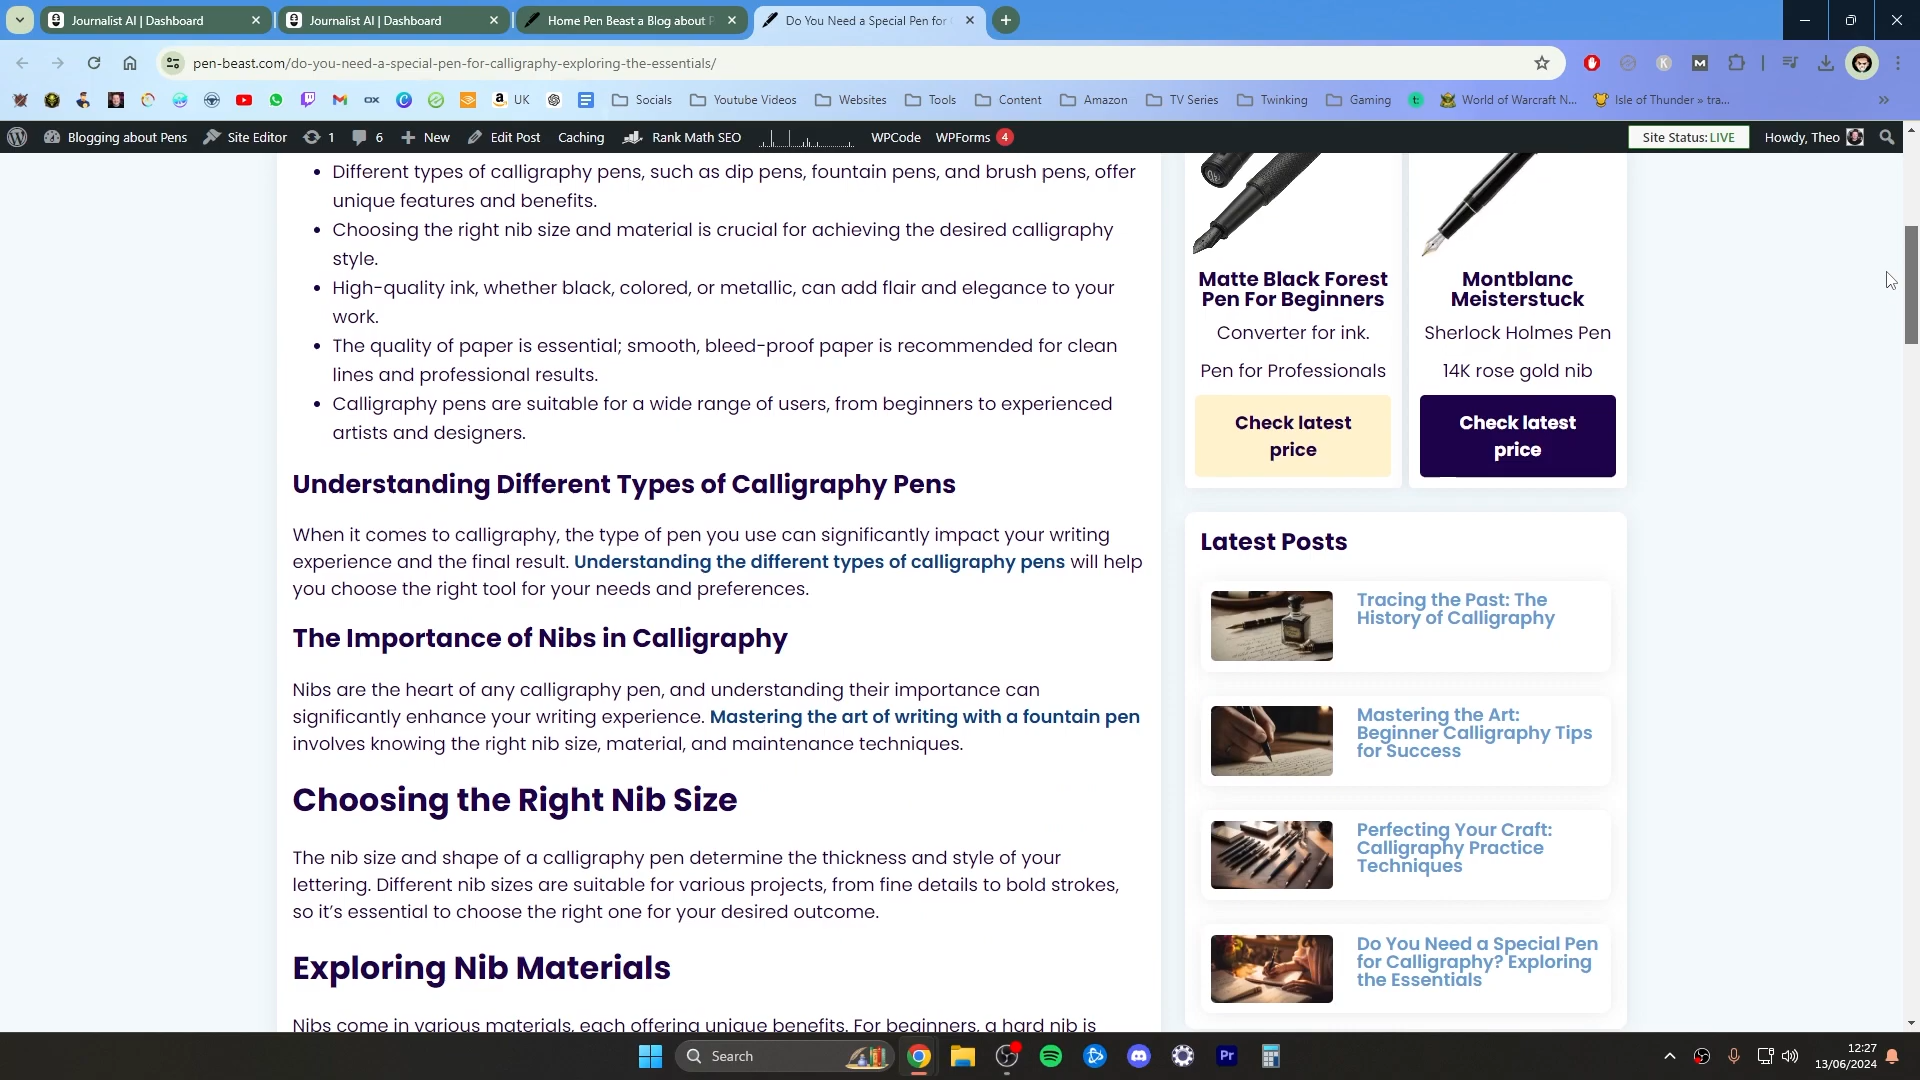 Journalist AI | Dashboard
Journalist AI | Dashboard
Home Pen Beast a Blog about P
Do You Need a Special Pen for C
pen-beast.com/do-you-need-a-special-pen-for-calligraphy-exploring-the-essentials/
UK
Socials
Youtube Videos
Websites
Tools
Content
Amazon
TV Series
Twinking
Gaming
World of Warcraft N...
Isle of Thunder » tra...
Blogging about Pens
Site Editor
1
6
New
Edit Post
Caching
Rank Math SEO
WPCode
WPForms 4
Site Status: LIVE
Howdy, Theo
Different types of calligraphy pens, such as dip pens, fountain pens, and brush pens, offer
unique features and benefits.
Choosing the right nib size and material is crucial for achieving the desired calligraphy
style.
High-quality ink, whether black, colored, or metallic, can add flair and elegance to your
work.
The quality of paper is essential; smooth, bleed-proof paper is recommended for clean
lines and professional results.
Calligraphy pens are suitable for a wide range of users, from beginners to experienced
artists and designers.
Understanding Different Types of Calligraphy Pens
When it comes to calligraphy, the type of pen you use can significantly impact your writing
experience and the final result. Understanding the different types of calligraphy pens will help
you choose the right tool for your needs and preferences.
The Importance of Nibs in Calligraphy
Nibs are the heart of any calligraphy pen, and understanding their importance can
significantly enhance your writing experience. Mastering the art of writing with a fountain pen
involves knowing the right nib size, material, and maintenance techniques.
Choosing the Right Nib Size
The nib size and shape of a calligraphy pen determine the thickness and style of your
lettering. Different nib sizes are suitable for various projects, from fine details to bold strokes,
so it's essential to choose the right one for your desired outcome.
Exploring Nib Materials
Nibs come in various materials, each offering unique benefits. For beginners, a hard nib is
Matte Black Forest
Pen For Beginners
Converter for ink.
Pen for Professionals
Check latest
price
Montblanc
Meisterstuck
Sherlock Holmes Pen
14K rose gold nib
Check latest
price
Latest Posts
Tracing the Past: The
History of Calligraphy
Mastering the Art:
Beginner Calligraphy Tips
for Success
Perfecting Your Craft:
Calligraphy Practice
Techniques
Do You Need a Special Pen
for Calligraphy? Exploring
the Essentials
Search
12:27
13/06/2024